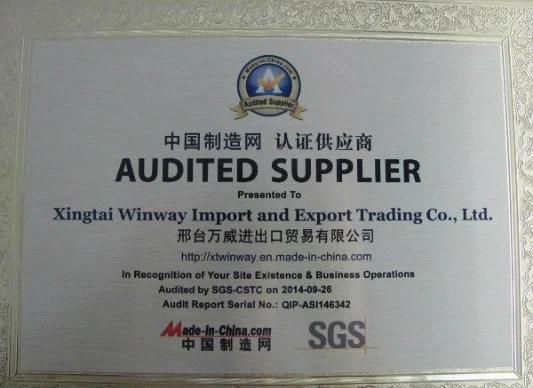 Made-in-China.com
Audited Supplier
中国制造网 认证供应商
AUDITED SUPPLIER
Presented To
Xingtai Winway Import and Export Trading Co., Ltd.
邢台万威进出口贸易有限公司
http://xtwinway.en.made-in-china.com
In Recognition of Your Site Existence & Business Operations
Audited by SGS-CSTC on 2014-09-26
Audit Report Serial No.: QIP-ASI146342
Made-in-China.com
中国制造网
SGS